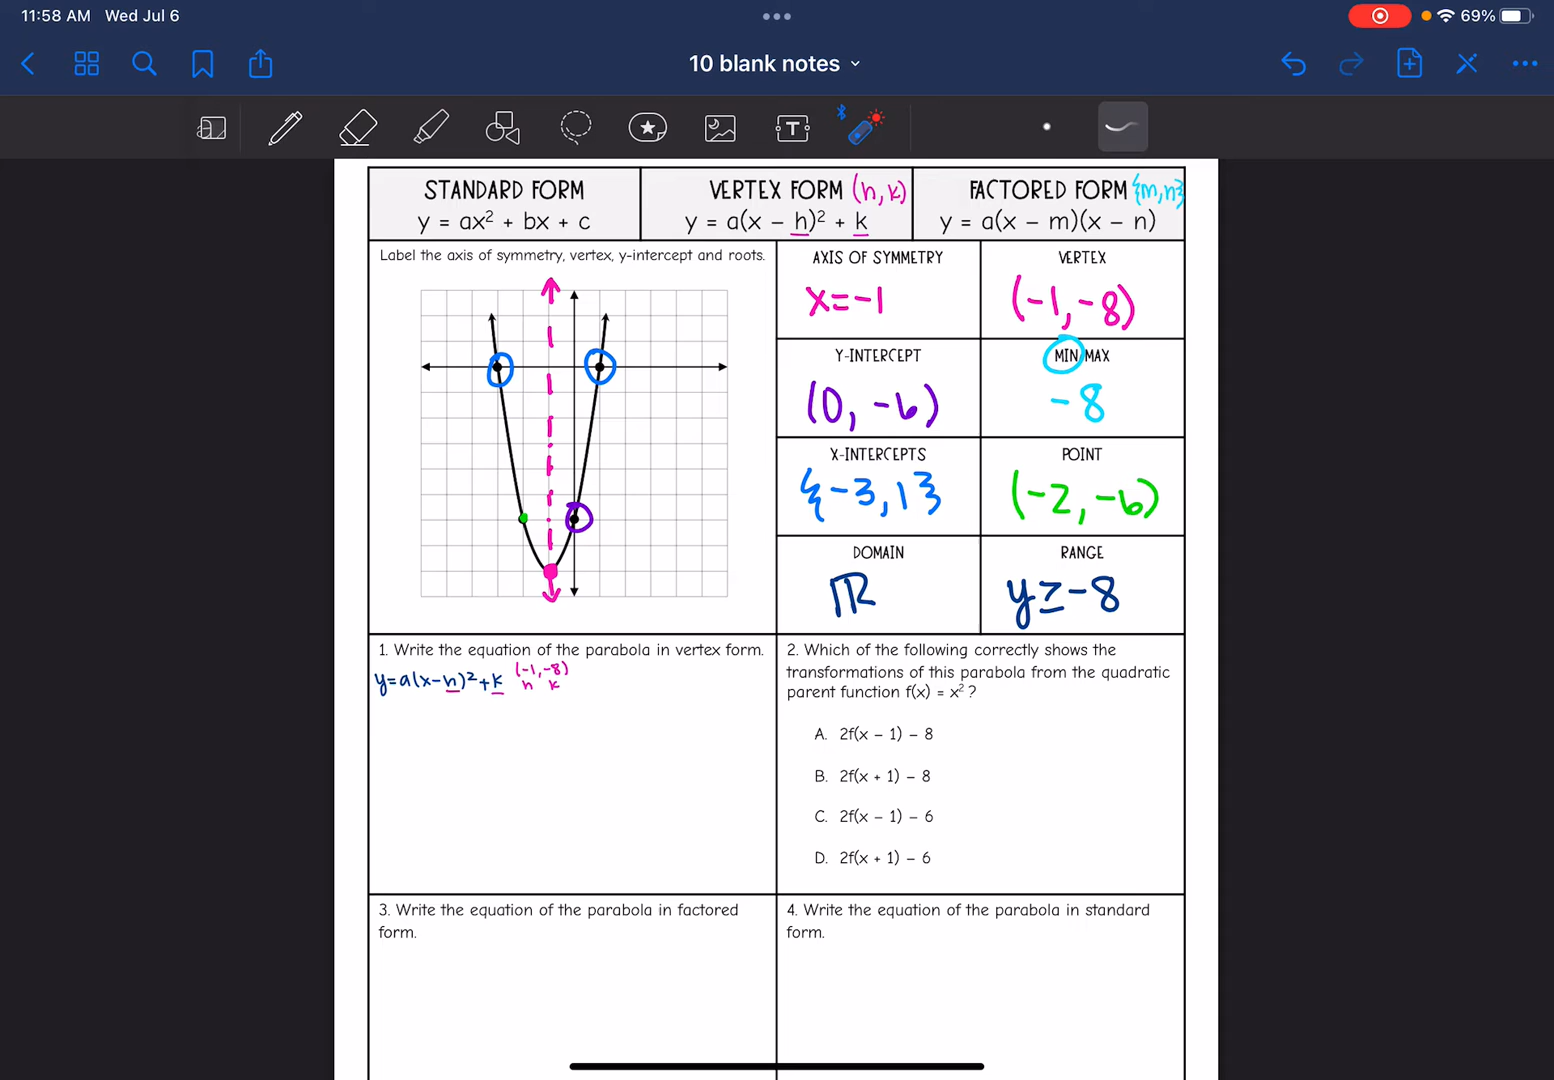 11:58 AM Wed Jul 6
69%
10 blank notes
STANDARD FORM
y = ax² + bx + c
VERTEX FORM (h, k)
y = a(x − h)² + k
FACTORED FORM {m,n}
y = a(x − m)(x − n)
Label the axis of symmetry, vertex, y-intercept and roots.
AXIS OF SYMMETRY
x=-1
VERTEX
(-1,-8)
Y-INTERCEPT
(0, -6)
MIN/MAX
-8
X-INTERCEPTS
{-3,1}
POINT
(-2,-6)
DOMAIN
ℝ
RANGE
y≥-8
1. Write the equation of the parabola in vertex form.
y=a(x-h)²+k (-1,-8)
h k
2. Which of the following correctly shows the
transformations of this parabola from the quadratic
parent function f(x) = x² ?
A. 2f(x − 1) − 8
B. 2f(x + 1) − 8
C. 2f(x − 1) − 6
D. 2f(x + 1) − 6
3. Write the equation of the parabola in factored
form.
4. Write the equation of the parabola in standard
form.